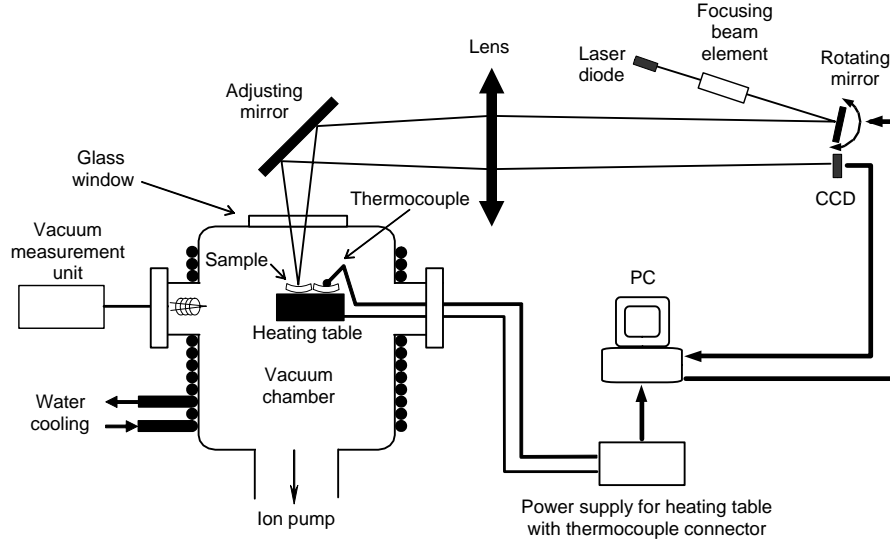 Focusing
beam
element
Lens
Laser
diode
Rotating
mirror
Adjusting
mirror
Glass
window
Thermocouple
CCD
Vacuum
measurement
unit
Sample
PC
Heating table
Vacuum
chamber
Water
cooling
Ion pump
Power supply for heating table
with thermocouple connector